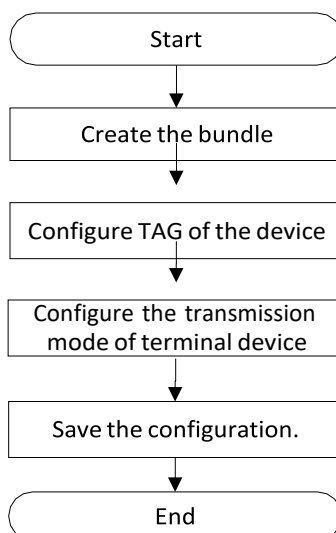 Start
Create the bundle
Configure TAG of the device
Configure the transmission
mode of terminal device
Save the configuration.
End